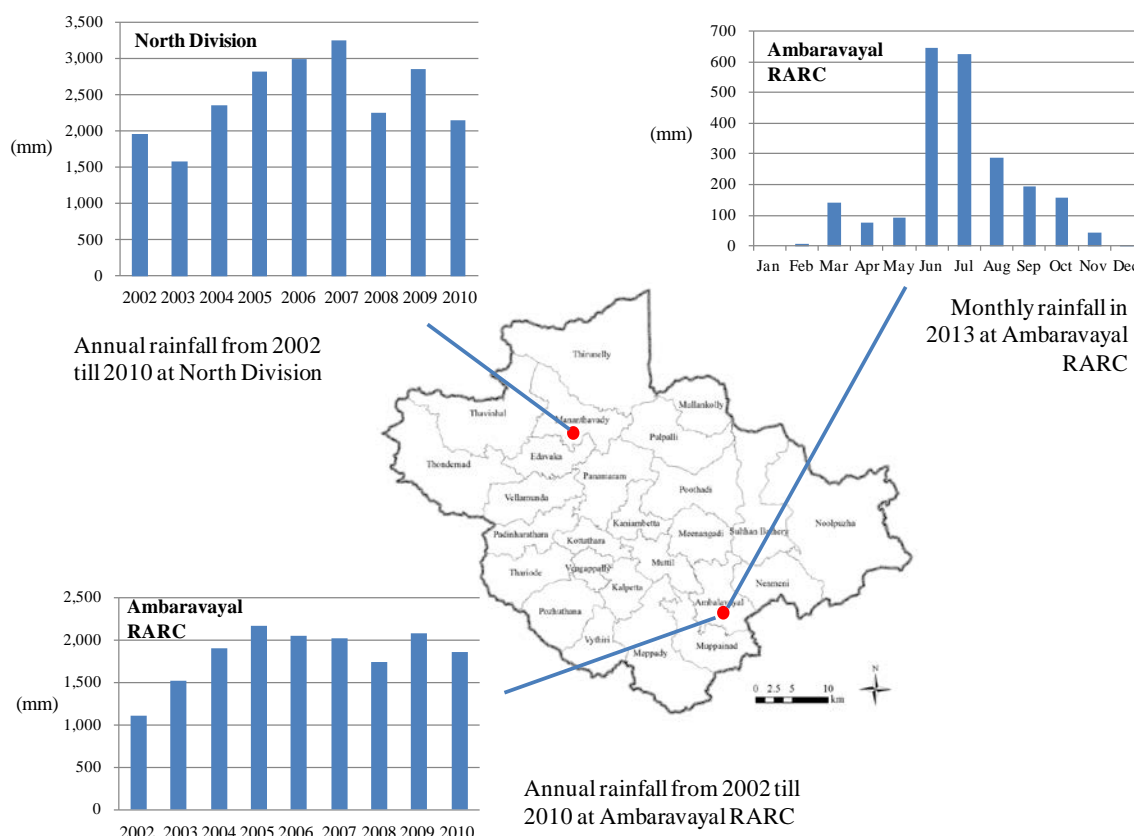 3,500
3,000
2,500
2,000
1,500
1,000
500
0
(mm)
North Division
2002 2003 2004 2005 2006 2007 2008 2009 2010
Annual rainfall from 2002
till 2010 at North Division
700
600
500
400
300
200
100
0
(mm)
Ambaravayal
RARC
Jan Feb Mar Apr May Jun Jul Aug Sep Oct Nov Dec
Monthly rainfall in
2013 at Ambaravayal
RARC
Thirunelly
Thavishal
Mananthavady
Mullankolly
Pulpalli
Thondernad
Edavaka
Panamaram
Vellamunda
Poothadi
Noolpuzha
Padinharathara
Kottathara
Kaniambetta
Meenangadi
Sulthan Bathery
Thariode
Vengappally
Muttil
Kalpetta
Nenmeni
Pozhuthana
Ambalavayal
Vythiri
Meppady
Muppainad
0 2.5 5 10
km
N
2,500
2,000
1,500
1,000
500
0
(mm)
Ambaravayal
RARC
2002 2003 2004 2005 2006 2007 2008 2009 2010
Annual rainfall from 2002 till
2010 at Ambaravayal RARC